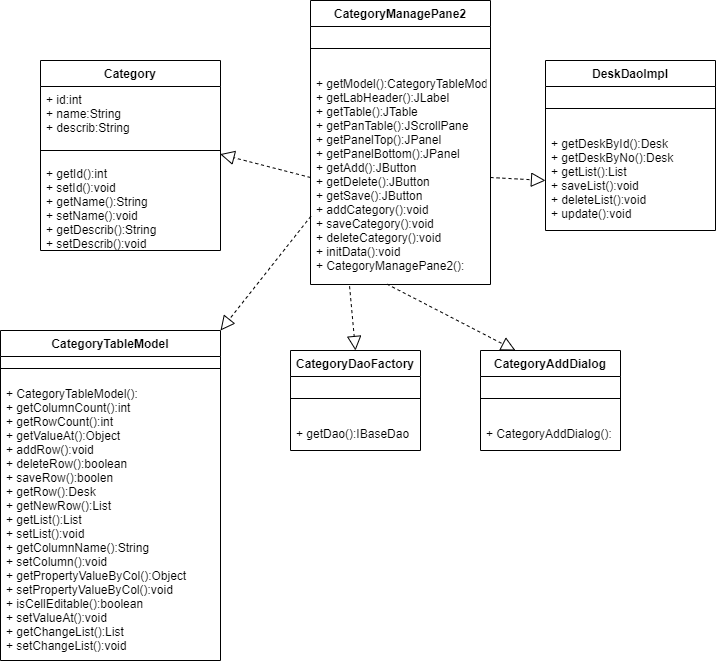 CategoryManagePane2
+ getModel():CategoryTableMod
+ getLabHeader():JLabel
+ getTable():JTable
+ getPanTable():JScrollPane
+ getPanelTop():JPanel
+ getPanelBottom():JPanel
+ getAdd():JButton
+ getDelete():JButton
+ getSave():JButton
+ addCategory():void
+ saveCategory():void
+ deleteCategory():void
+ initData():void
+ CategoryManagePane2():
Category
+ id:int
+ name:String
+ describ:String
+ getId():int
+ setId():void
+ getName():String
+ setName():void
+ getDescrib():String
+ setDescrib():void
DeskDaoImpl
+ getDeskById():Desk
+ getDeskByNo():Desk
+ getList():List
+ saveList():void
+ deleteList():void
+ update():void
CategoryTableModel
+ CategoryTableModel():
+ getColumnCount():int
+ getRowCount():int
+ getValueAt():Object
+ addRow():void
+ deleteRow():boolean
+ saveRow():boolen
+ getRow():Desk
+ getNewRow():List
+ getList():List
+ setList():void
+ getColumnName():String
+ setColumn():void
+ getPropertyValueByCol():Object
+ setPropertyValueByCol():void
+ isCellEditable():boolean
+ setValueAt():void
+ getChangeList():List
+ setChangeList():void
CategoryDaoFactory
+ getDao():IBaseDao
CategoryAddDialog
+ CategoryAddDialog():